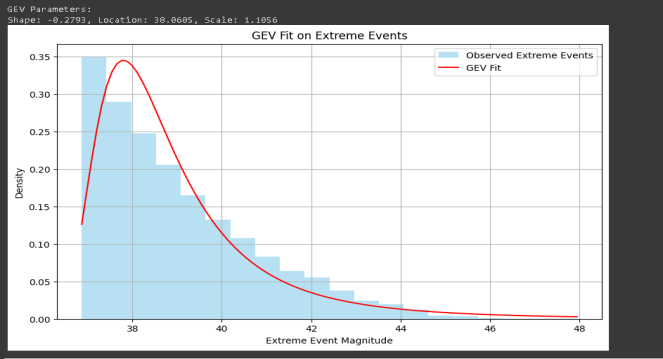 GEV Parameters:
Shape: -0.2793, Location: 38.0605, Scale: 1.1056
GEV Fit on Extreme Events
Observed Extreme Events
GEV Fit
Density
0.35
0.30
0.25
0.20
0.15
0.10
0.05
0.00
38 40 42 44 46 48
Extreme Event Magnitude